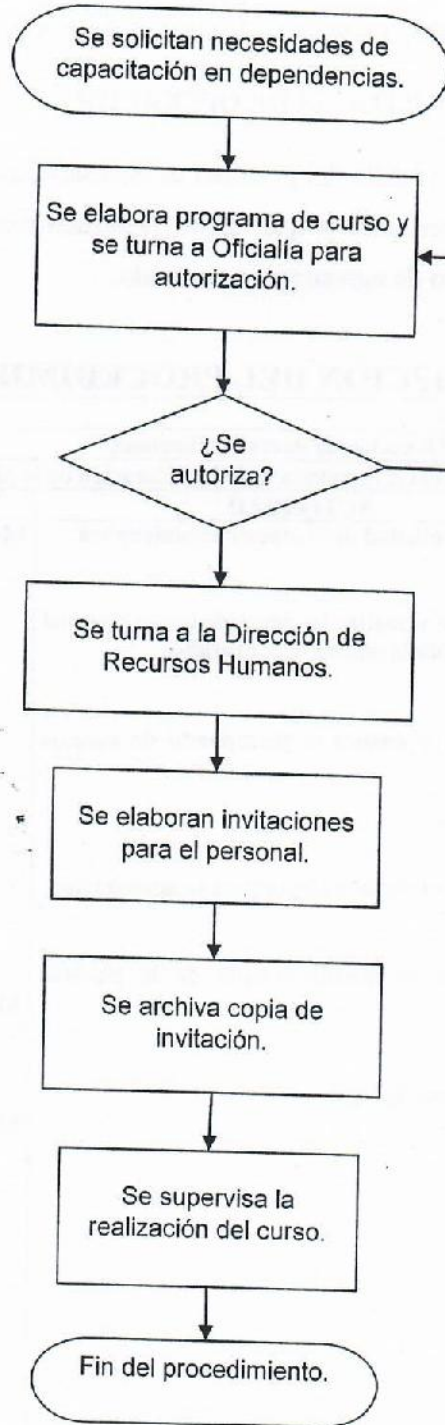 Se solicitan necesidades de
capacitación en dependencias.
Se elabora programa de curso y
se turna a Oficialía para
autorización.
¿Se
autoriza?
Se turna a la Dirección de
Recursos Humanos.
Se elaboran invitaciones
para el personal.
Se archiva copia de
invitación.
Se supervisa la
realización del curso.
Fin del procedimiento.